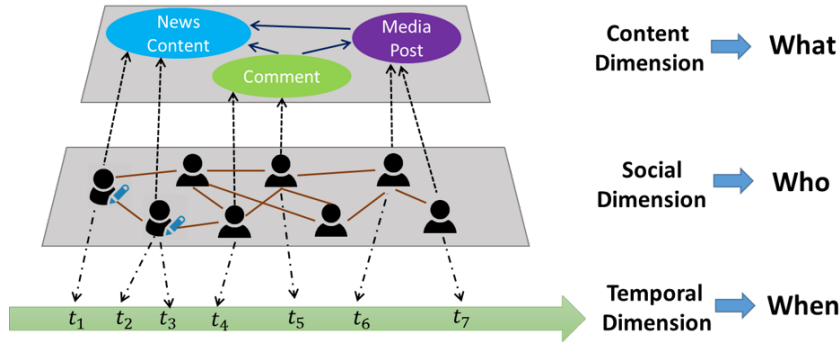 News
Content
Media
Post
Comment
Content
Dimension
What
Social
Dimension
Who
t₁
t₂
t₃
t₄
t₅
t₆
t₇
Temporal
Dimension
When